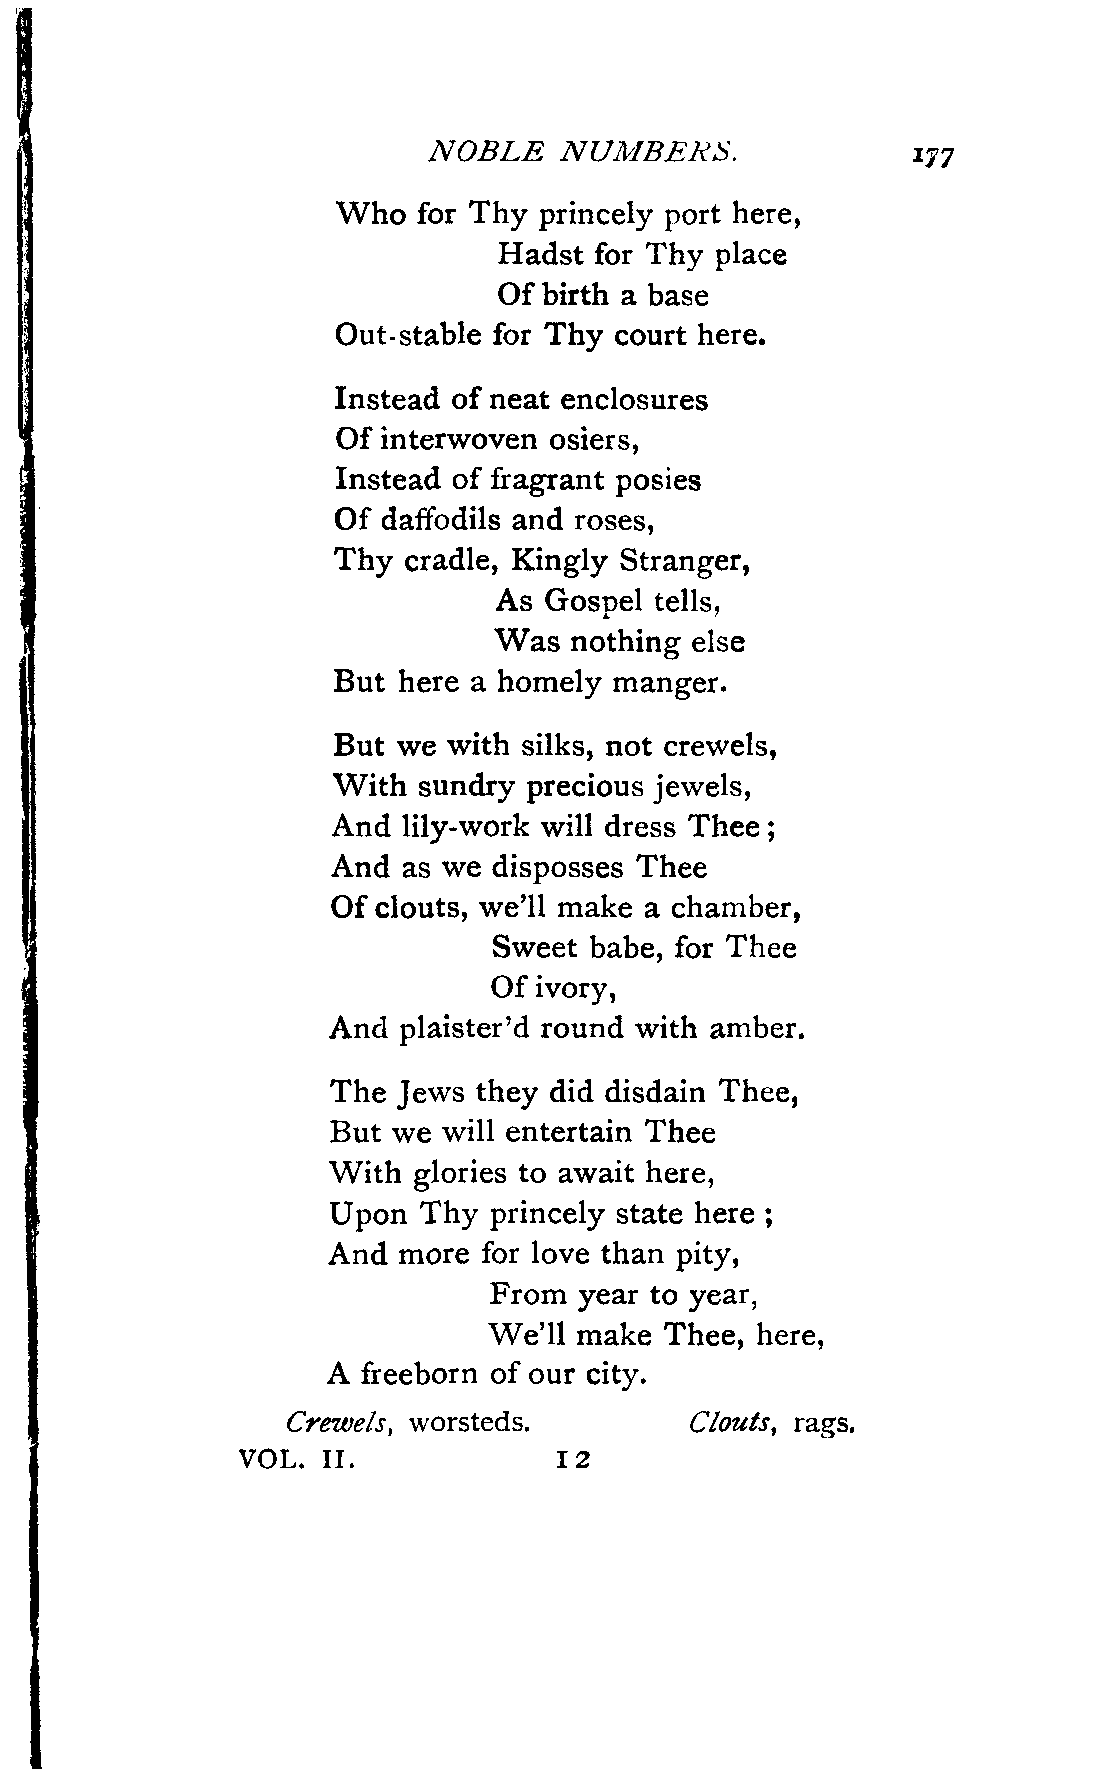 NOBLE NUMBERS. 177
Who for Thy princely port here,
Hadst for Thy place
Of birth a base
Out-stable for Thy court here.
Instead of neat enclosures
Of interwoven osiers,
Instead of fragrant posies
Of daffodils and roses,
Thy cradle, Kingly Stranger,
As Gospel tells,
Was nothing else
But here a homely manger.
But we with silks, not crewels,
With sundry precious jewels,
And lily-work will dress Thee;
And as we disposses Thee
Of clouts, we'll make a chamber,
Sweet babe, for Thee
Of ivory,
And plaister'd round with amber.
The Jews they did disdain Thee,
But we will entertain Thee
With glories to await here,
Upon Thy princely state here;
And more for love than pity,
From year to year,
We'll make Thee, here,
A freeborn of our city.
Crewels, worsteds. Clouts, rags.
VOL. II. I 2